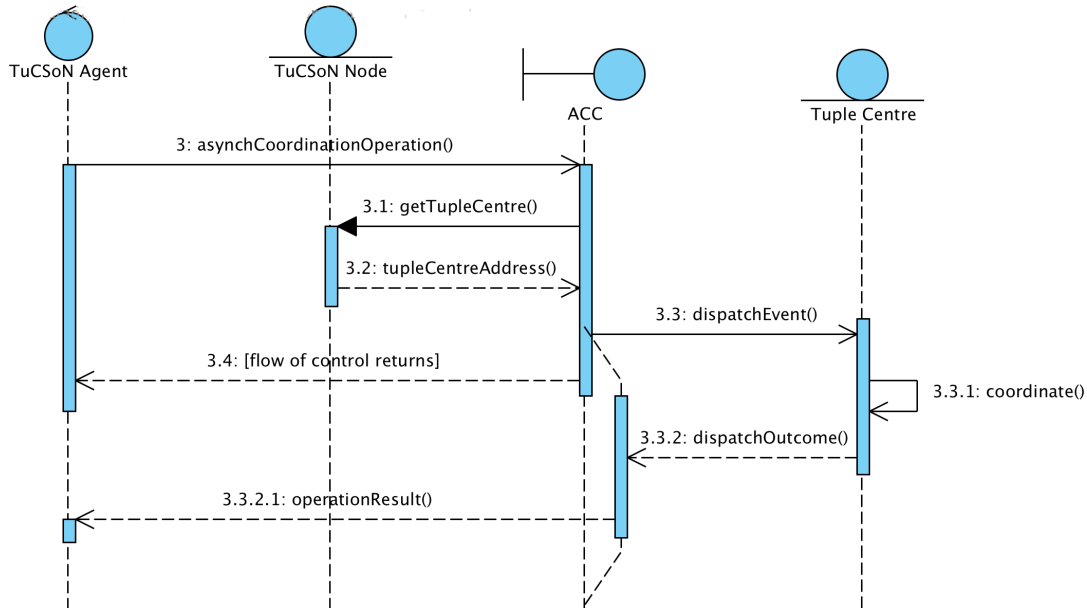 TuCSoN Agent
TuCSoN Node
ACC
Tuple Centre
3: asynchCoordinationOperation()
3.1: getTupleCentre()
3.2: tupleCentreAddress()
3.3: dispatchEvent()
3.4: [flow of control returns]
3.3.1: coordinate()
3.3.2: dispatchOutcome()
3.3.2.1: operationResult()